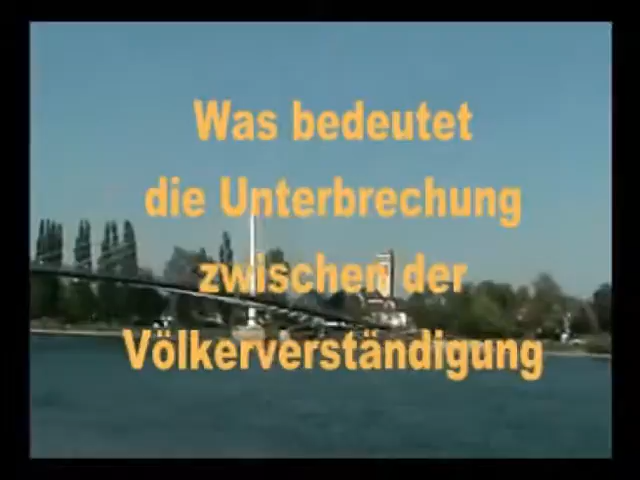 Was bedeutet
die Unterbrechung
zwischen der
Völkerverständigung